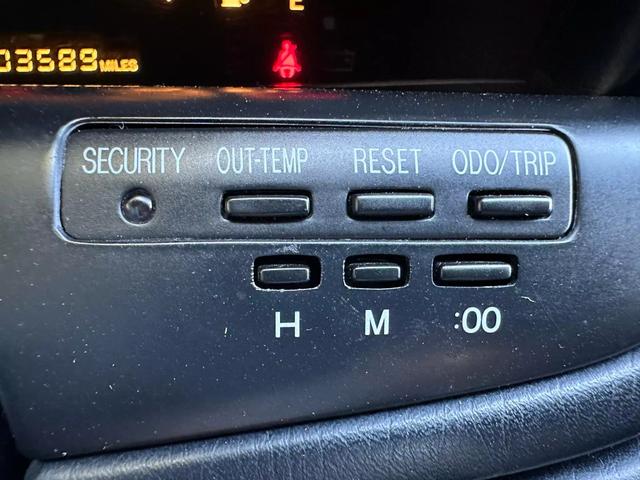 E
03589 MILES
SECURITY OUT-TEMP RESET ODO/TRIP
H M :00